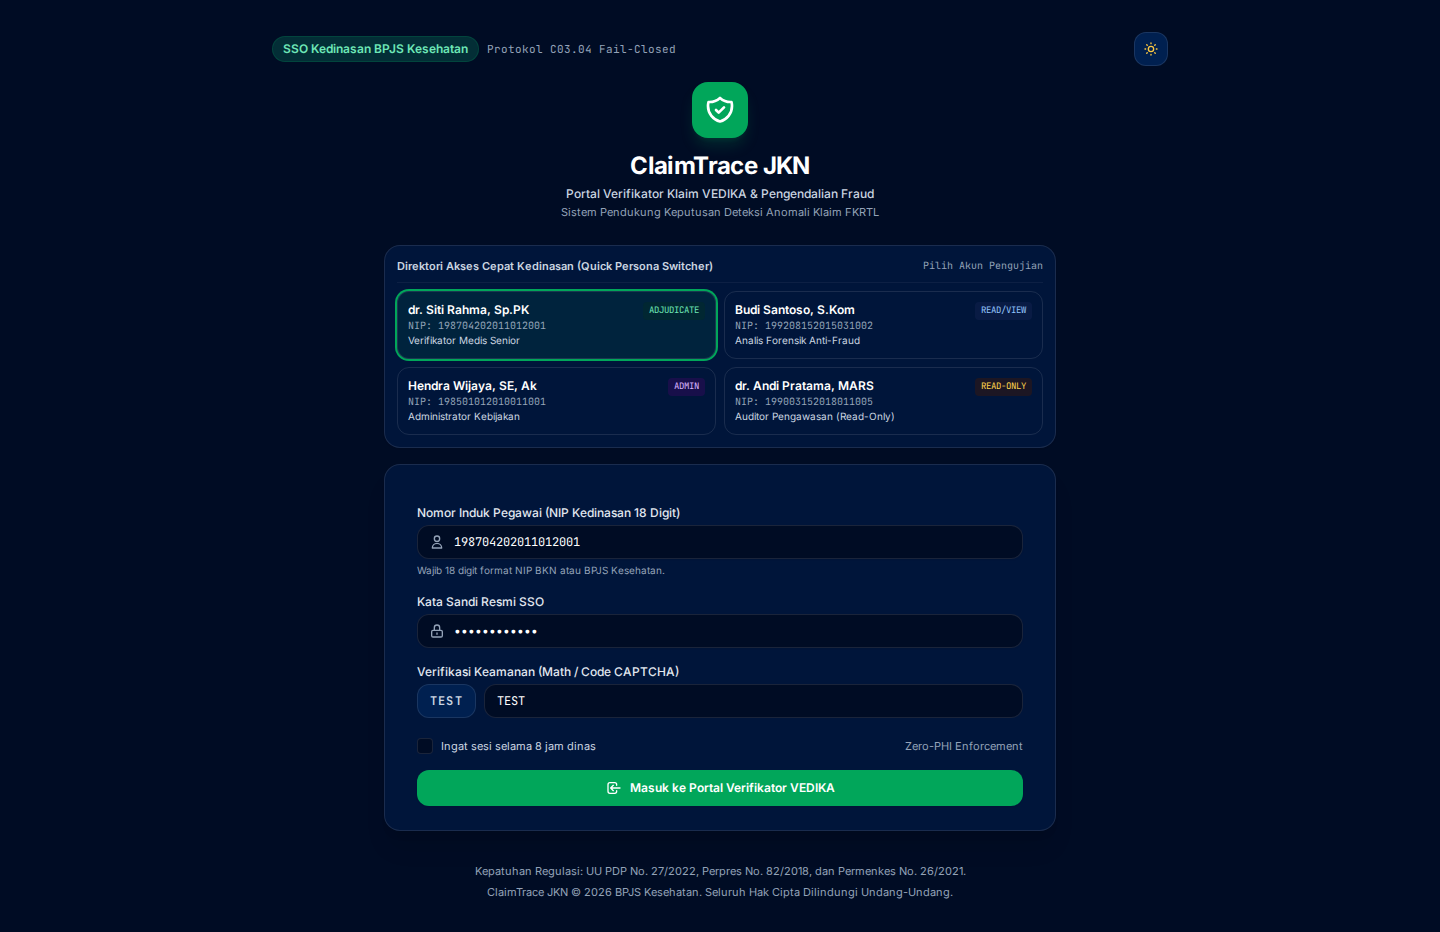 SSO Kedinasan BPJS Kesehatan
Protokol C03.04 Fail-Closed
ClaimTrace JKN
Portal Verifikator Klaim VEDIKA & Pengendalian Fraud
Sistem Pendukung Keputusan Deteksi Anomali Klaim FKRTL
Direktori Akses Cepat Kedinasan (Quick Persona Switcher)
Pilih Akun Pengujian
dr. Siti Rahma, Sp.PK
ADJUDICATE
NIP: 198704202011012001
Verifikator Medis Senior
Budi Santoso, S.Kom
READ/VIEW
NIP: 199208152015031002
Analis Forensik Anti-Fraud
Hendra Wijaya, SE, Ak
ADMIN
NIP: 198501012010011001
Administrator Kebijakan
dr. Andi Pratama, MARS
READ-ONLY
NIP: 199003152018011005
Auditor Pengawasan (Read-Only)
Nomor Induk Pegawai (NIP Kedinasan 18 Digit)
198704202011012001
Wajib 18 digit format NIP BKN atau BPJS Kesehatan.
Kata Sandi Resmi SSO
••••••••••••
Verifikasi Keamanan (Math / Code CAPTCHA)
TEST
TEST
Ingat sesi selama 8 jam dinas
Zero-PHI Enforcement
Masuk ke Portal Verifikator VEDIKA
Kepatuhan Regulasi: UU PDP No. 27/2022, Perpres No. 82/2018, dan Permenkes No. 26/2021.
ClaimTrace JKN © 2026 BPJS Kesehatan. Seluruh Hak Cipta Dilindungi Undang-Undang.